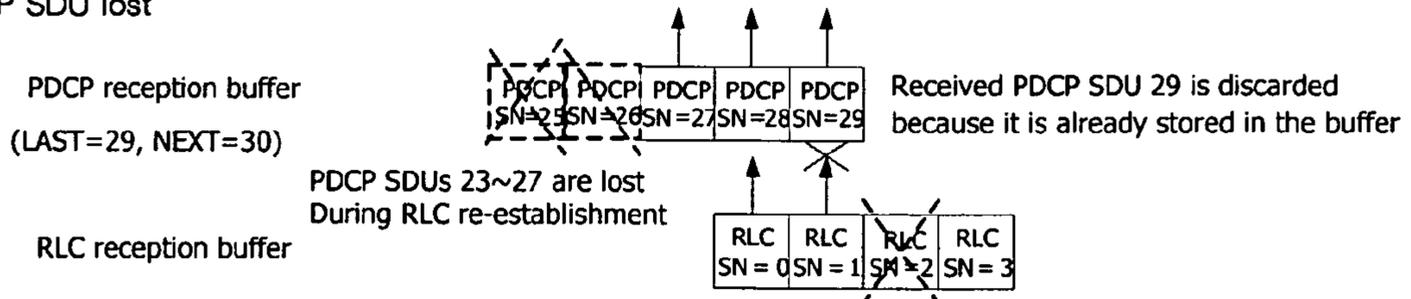 P SDU lost
PDCP reception buffer
(LAST=29, NEXT=30)
PDCP SN=25
PDCP SN=26
PDCP SN=27
PDCP SN=28
PDCP SN=29
Received PDCP SDU 29 is discarded
because it is already stored in the buffer
PDCP SDUs 23~27 are lost
During RLC re-establishment
RLC reception buffer
RLC SN = 0
RLC SN = 1
RLC SN = 2
RLC SN = 3